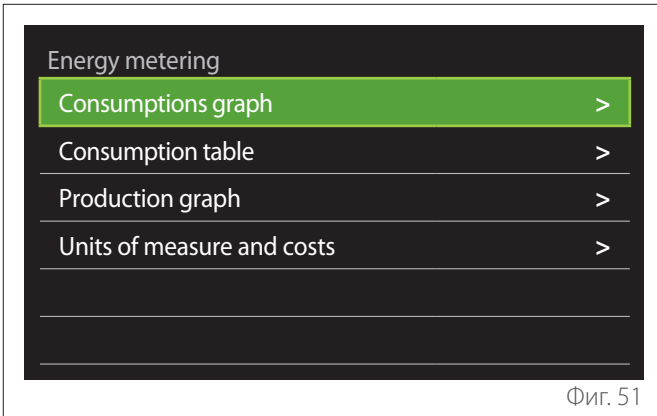 Energy metering
Consumptions graph >
Consumption table >
Production graph >
Units of measure and costs >
Фиг. 51